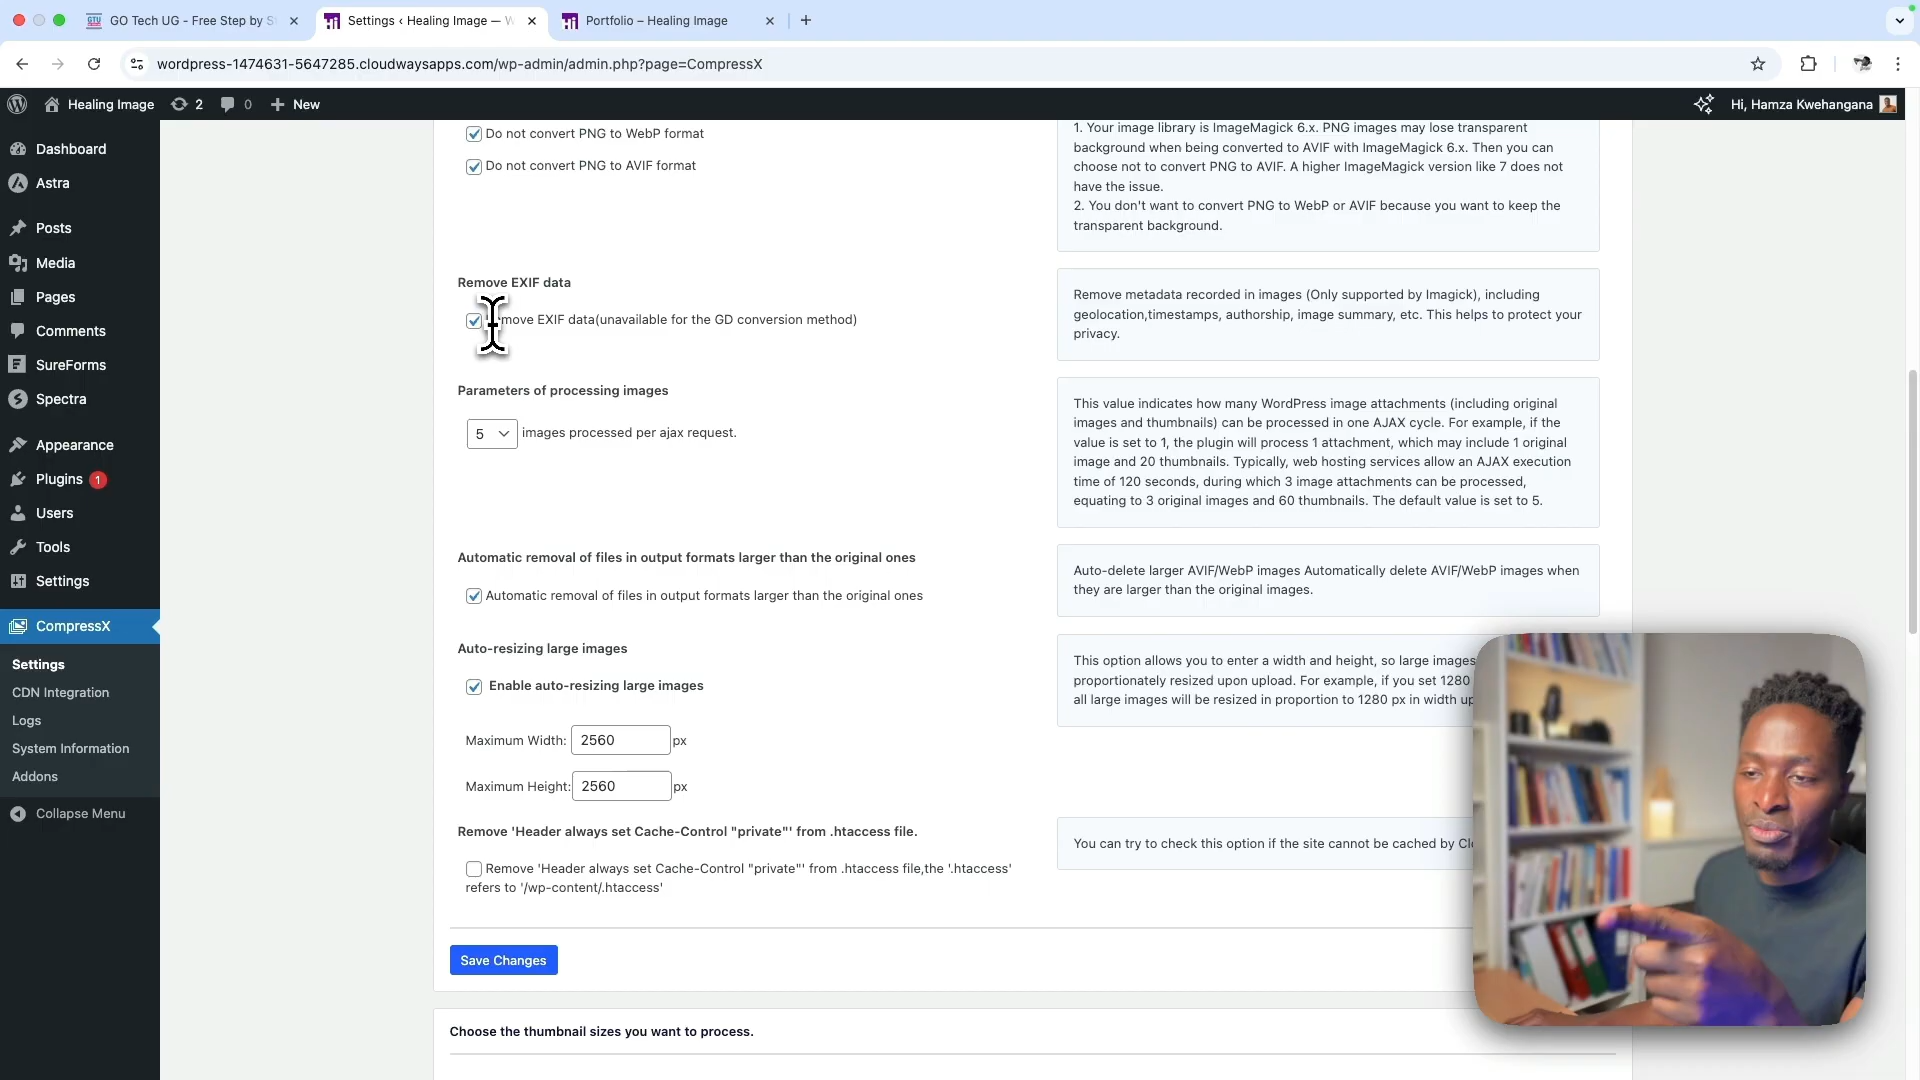 GO Tech UG - Free Step by S
Settings ‹ Healing Image — W
Portfolio – Healing Image
wordpress-1474631-5647285.cloudwaysapps.com/wp-admin/admin.php?page=CompressX
Healing Image
2
0
New
Hi, Hamza Kwehangana
Dashboard
Astra
Posts
Media
Pages
Comments
SureForms
Spectra
Appearance
Plugins 1
Users
Tools
Settings
CompressX
Settings
CDN Integration
Logs
System Information
Addons
Collapse Menu
Do not convert PNG to WebP format
Do not convert PNG to AVIF format
1. Your image library is ImageMagick 6.x. PNG images may lose transparent
background when being converted to AVIF with ImageMagick 6.x. Then you can
choose not to convert PNG to AVIF. A higher ImageMagick version like 7 does not
have the issue.
2. You don't want to convert PNG to WebP or AVIF because you want to keep the
transparent background.
Remove EXIF data
move EXIF data(unavailable for the GD conversion method)
Remove metadata recorded in images (Only supported by Imagick), including
geolocation,timestamps, authorship, image summary, etc. This helps to protect your
privacy.
Parameters of processing images
5 images processed per ajax request.
This value indicates how many WordPress image attachments (including original
images and thumbnails) can be processed in one AJAX cycle. For example, if the
value is set to 1, the plugin will process 1 attachment, which may include 1 original
image and 20 thumbnails. Typically, web hosting services allow an AJAX execution
time of 120 seconds, during which 3 image attachments can be processed,
equating to 3 original images and 60 thumbnails. The default value is set to 5.
Automatic removal of files in output formats larger than the original ones
Automatic removal of files in output formats larger than the original ones
Auto-delete larger AVIF/WebP images Automatically delete AVIF/WebP images when
they are larger than the original images.
Auto-resizing large images
Enable auto-resizing large images
Maximum Width: 2560 px
Maximum Height: 2560 px
This option allows you to enter a width and height, so large images
proportionately resized upon upload. For example, if you set 1280
all large images will be resized in proportion to 1280 px in width up
Remove 'Header always set Cache-Control "private"' from .htaccess file.
Remove 'Header always set Cache-Control "private"' from .htaccess file,the '.htaccess'
refers to '/wp-content/.htaccess'
You can try to check this option if the site cannot be cached by Cl
Save Changes
Choose the thumbnail sizes you want to process.